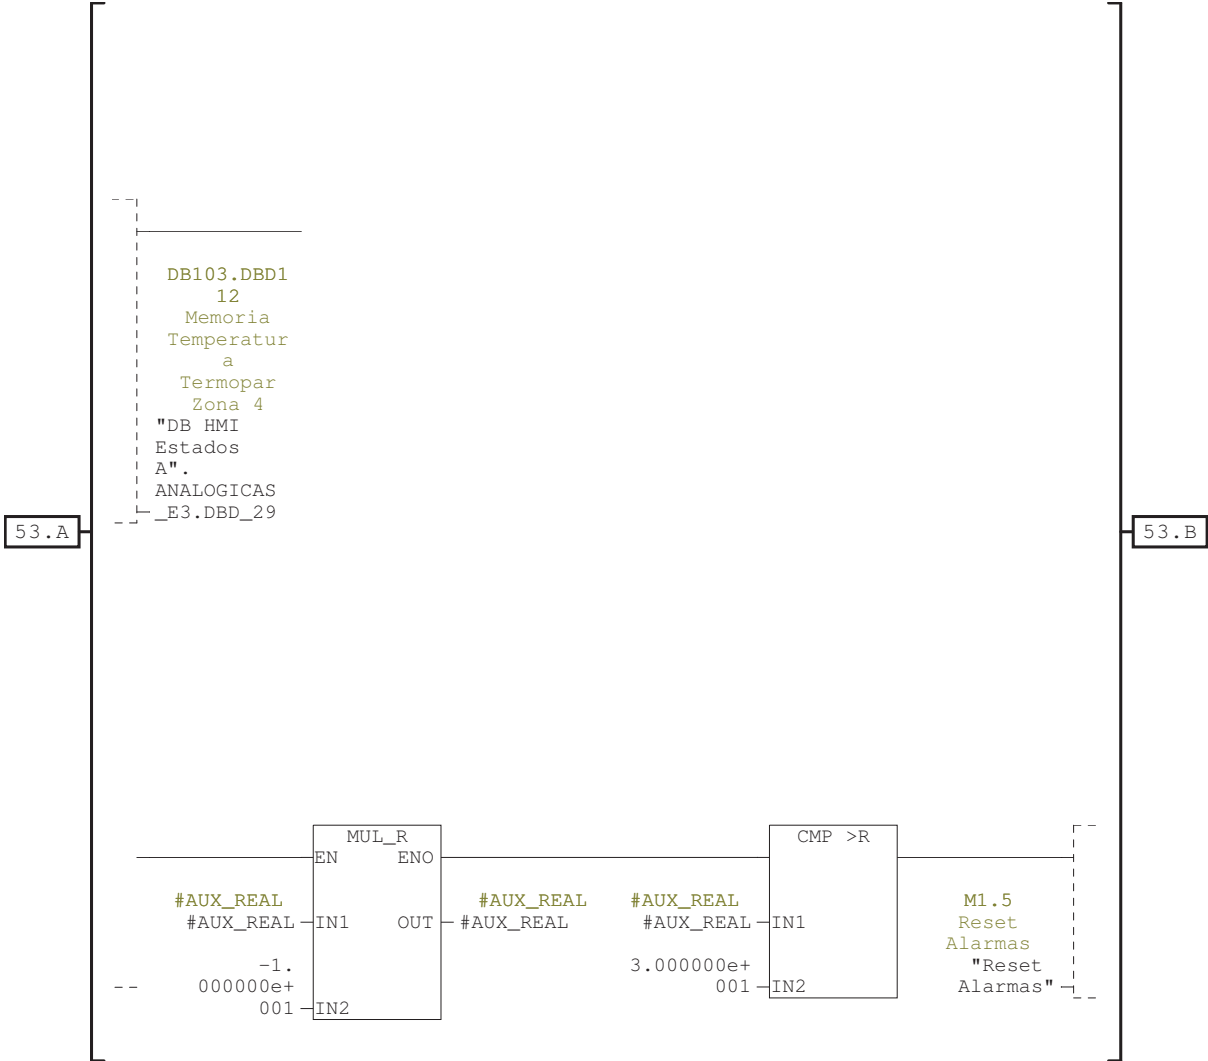 DB103.DBD1
12
Memoria
Temperatur
a
Termopar
Zona 4
"DB HMI
Estados
A".
ANALOGICAS
_E3.DBD_29
53.A
53.B
MUL_R
EN ENO
#AUX_REAL
#AUX_REAL IN1 OUT #AUX_REAL
#AUX_REAL
-1.
000000e+
001 IN2
CMP >R
#AUX_REAL
#AUX_REAL IN1
3.000000e+
001 IN2
M1.5
Reset
Alarmas
"Reset
Alarmas"